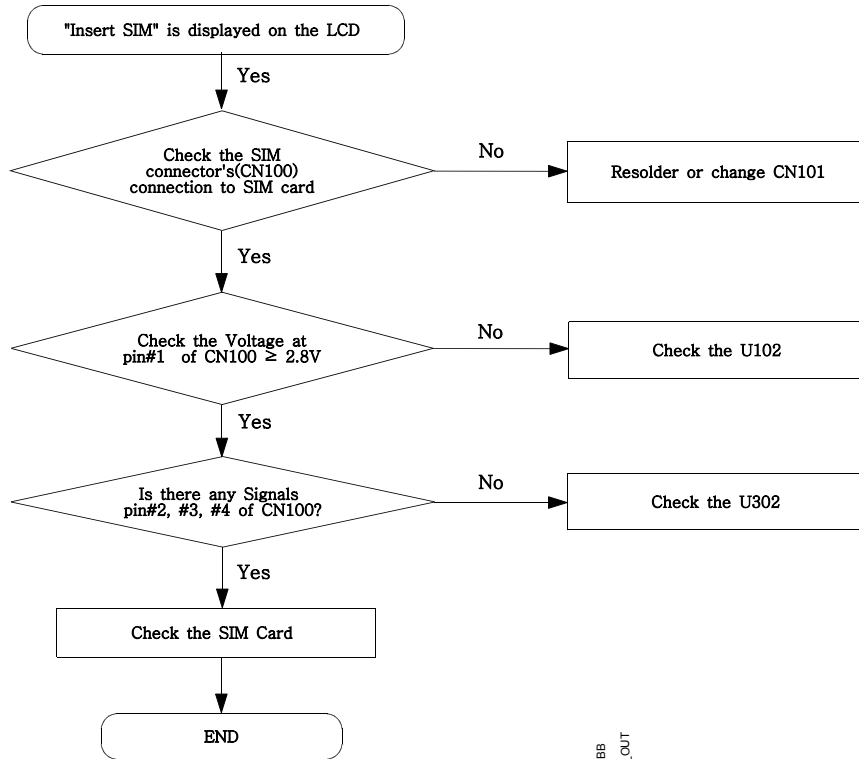 "Insert SIM" is displayed on the LCD
Yes
Check the SIM
connector's(CN100)
connection to SIM card
No
Resolder or change CN101
Yes
Check the Voltage at
pin#1 of CN100 ≥ 2.8V
No
Check the U102
Yes
Is there any Signals
pin#2, #3, #4 of CN100?
No
Check the U302
Yes
Check the SIM Card
END
BB
_OUT